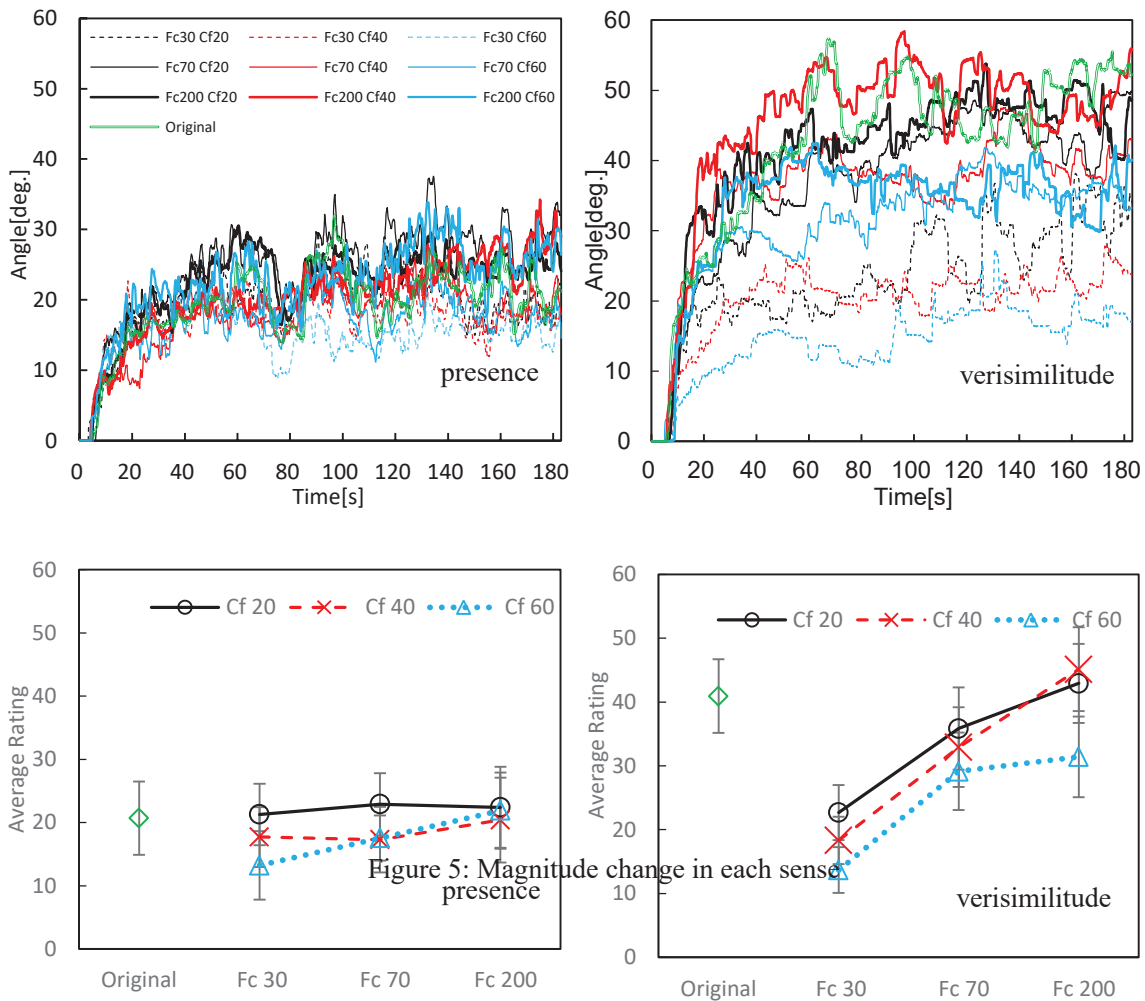 60
50
40
30
20
10
0
Angle[deg.]
Fc30 Cf20 Fc30 Cf40 Fc30 Cf60
Fc70 Cf20 Fc70 Cf40 Fc70 Cf60
Fc200 Cf20 Fc200 Cf40 Fc200 Cf60
Original
presence
0 20 40 60 80 100 120 140 160 180
Time[s]
60
50
40
30
20
10
0
Angle[deg.]
verisimilitude
0 20 40 60 80 100 120 140 160 180
Time[s]
60
50
40
30
20
10
0
Average Rating
Cf 20 Cf 40 Cf 60
presence
Original Fc 30 Fc 70 Fc 200
60
50
40
30
20
10
0
Average Rating
Cf 20 Cf 40 Cf 60
verisimilitude
Original Fc 30 Fc 70 Fc 200
Figure 5: Magnitude change in each sense